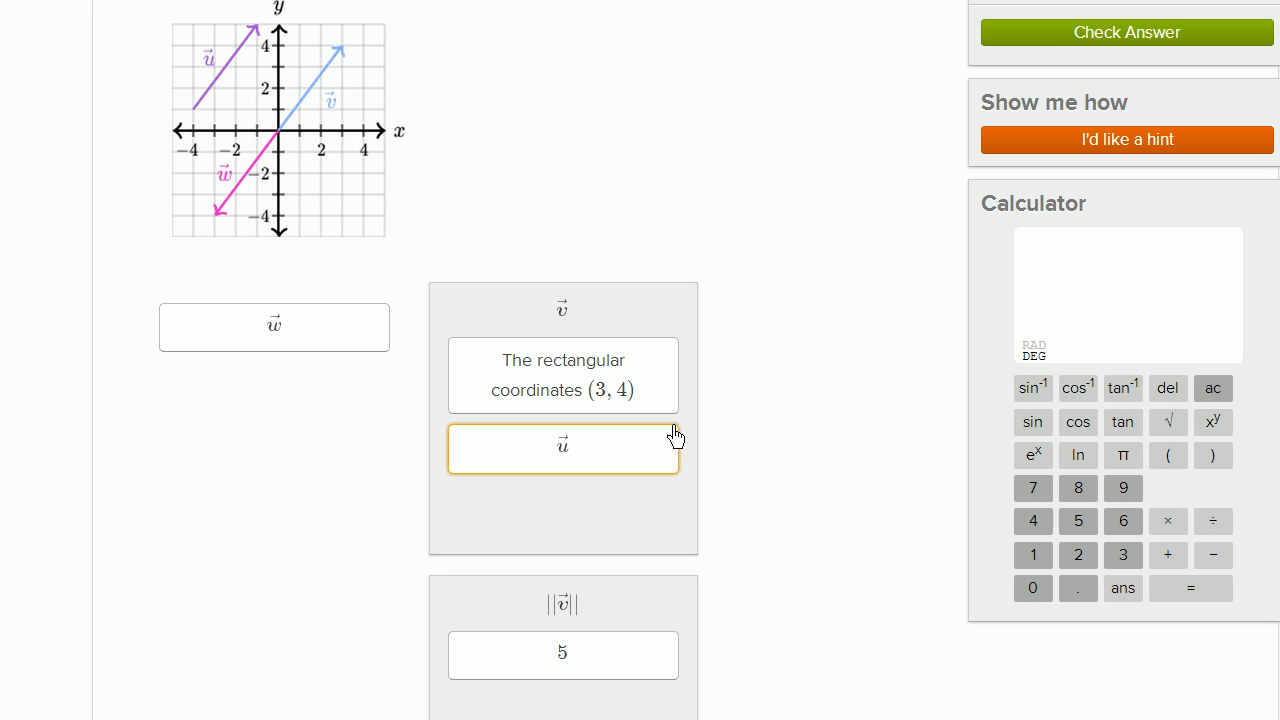 y
4
u⃗
2
v⃗
x
−4
−2
2
4
w⃗
−2
−4
w⃗
v⃗
The rectangular
coordinates (3, 4)
u⃗
||v⃗||
5
Check Answer
Show me how
I'd like a hint
Calculator
RAD
DEG
sin⁻¹ cos⁻¹ tan⁻¹ del ac
sin cos tan √ xʸ
eˣ ln π ( )
7 8 9
4 5 6 × ÷
1 2 3 + −
0 . ans =